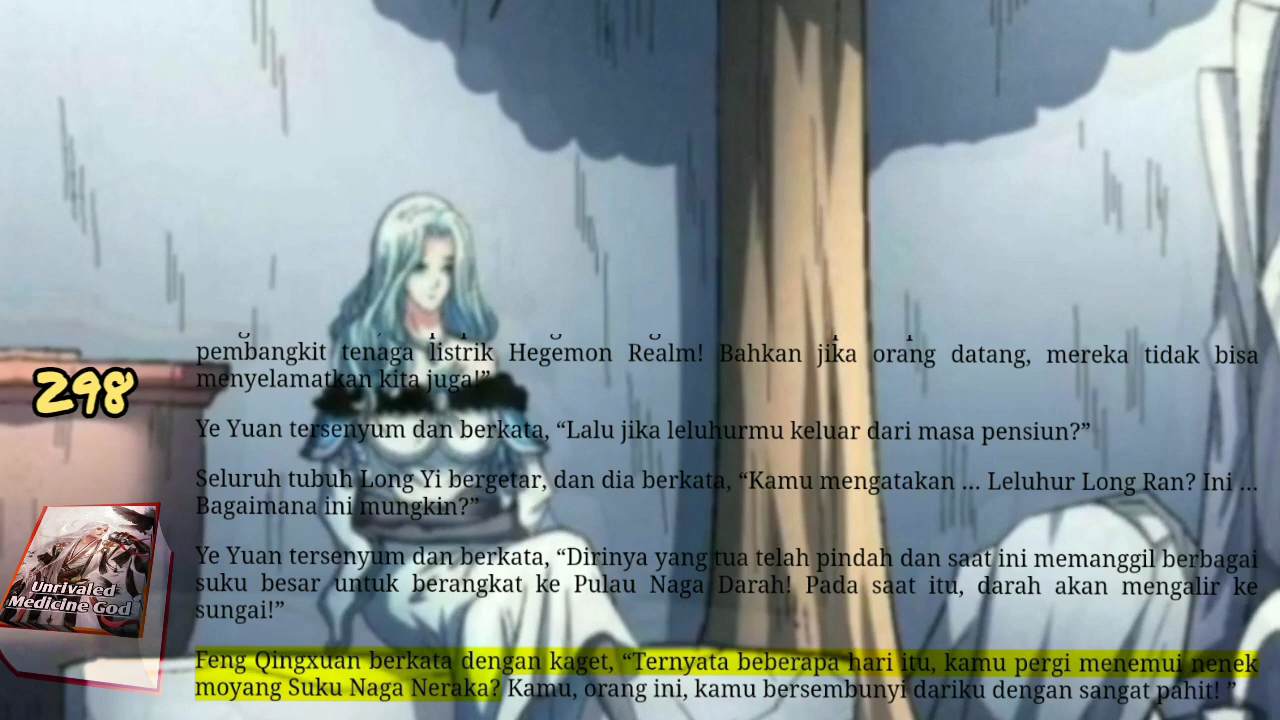 pembangkit tenaga listrik Hegemon Realm! Bahkan jika orang datang, mereka tidak bisa
menyelamatkan kita juga!”
298
Ye Yuan tersenyum dan berkata, “Lalu jika leluhurmu keluar dari masa pensiun?”
Seluruh tubuh Long Yi bergetar, dan dia berkata, “Kamu mengatakan ... Leluhur Long Ran? Ini ...
Bagaimana ini mungkin?”
Ye Yuan tersenyum dan berkata, “Dirinya yang tua telah pindah dan saat ini memanggil berbagai
suku besar untuk berangkat ke Pulau Naga Darah! Pada saat itu, darah akan mengalir ke
sungai!”
Unrivaled
Medicine God
Feng Qingxuan berkata dengan kaget, “Ternyata beberapa hari itu, kamu pergi menemui nenek
moyang Suku Naga Neraka? Kamu, orang ini, kamu bersembunyi dariku dengan sangat pahit! ”